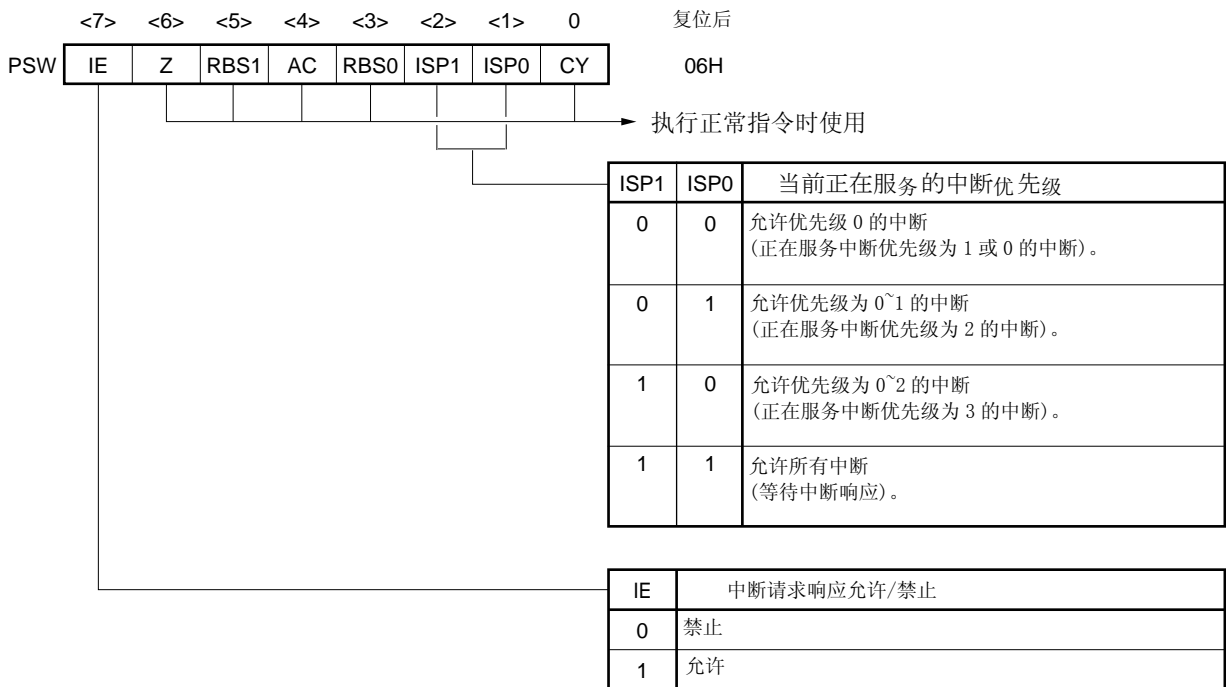 <7> <6> <5> <4> <3> <2> <1> 0 复位后
PSW IE Z RBS1 AC RBS0 ISP1 ISP0 CY 06H
执行正常指令时使用
ISP1 ISP0 当前正在服务的中断优先级
0 0 允许优先级 0 的中断
(正在服务中断优先级为 1 或 0 的中断)。
0 1 允许优先级为 0~1 的中断
(正在服务中断优先级为 2 的中断)。
1 0 允许优先级为 0~2 的中断
(正在服务中断优先级为 3 的中断)。
1 1 允许所有中断
(等待中断响应)。
IE 中断请求响应允许/禁止
0 禁止
1 允许